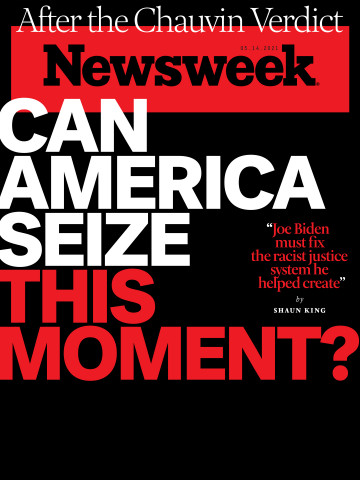 After the Chauvin Verdict
05.14.2021
Newsweek
CAN
AMERICA
SEIZE
THIS
MOMENT?
“Joe Biden
must fix
the racist justice
system he
helped create”
by
SHAUN KING